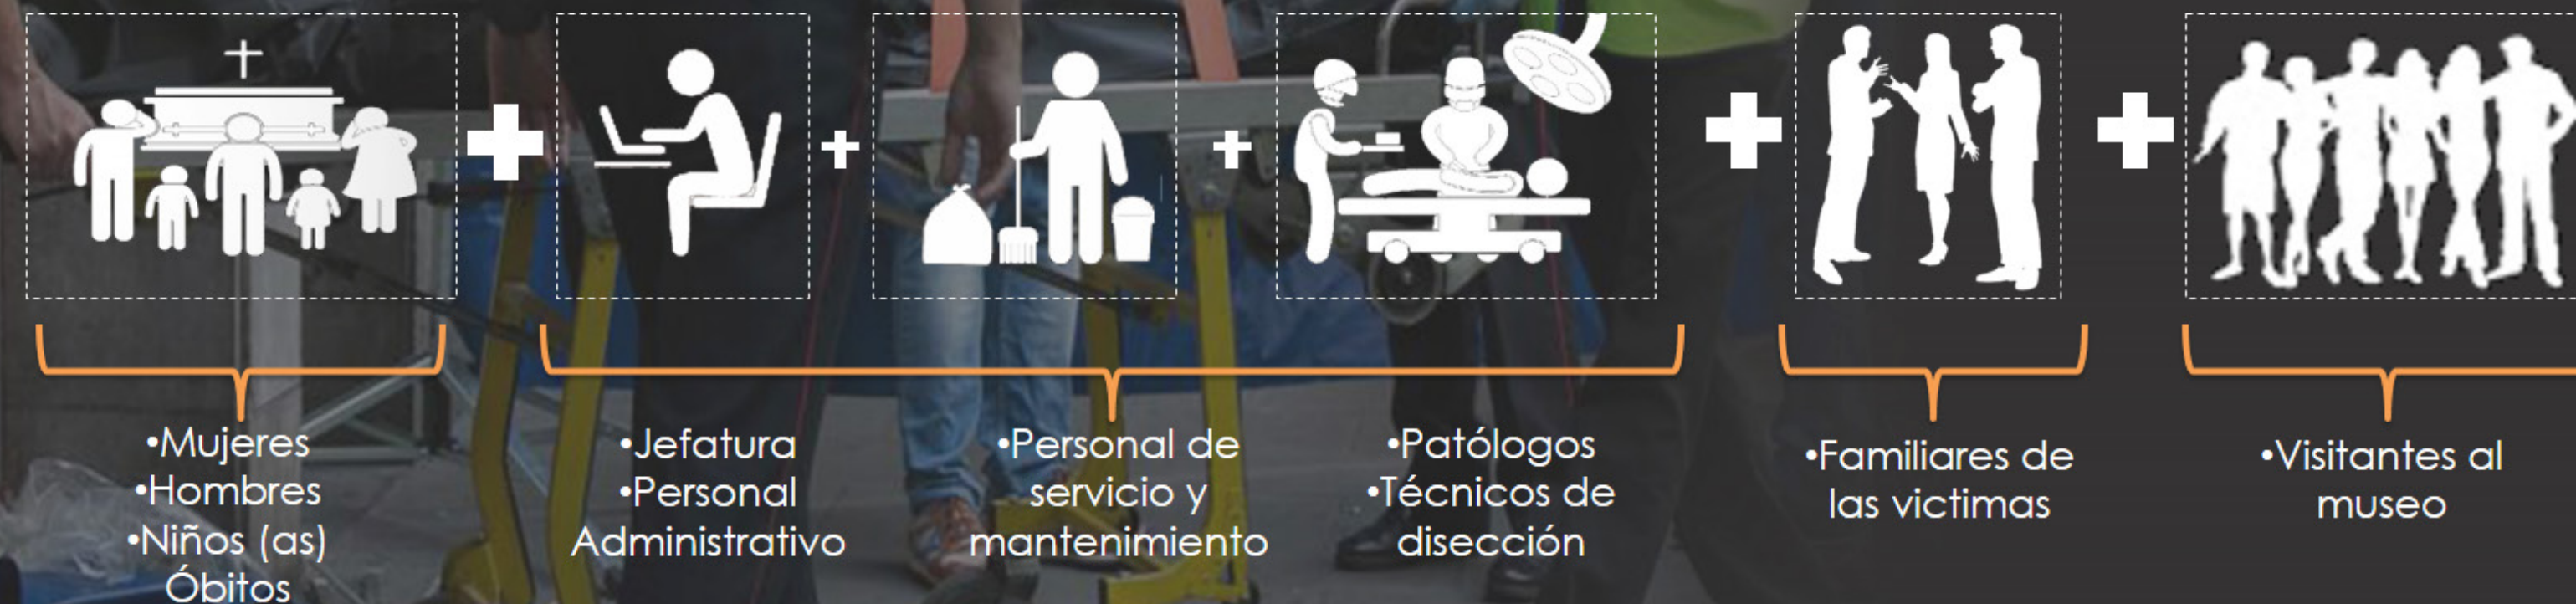 •Mujeres
•Hombres
•Niños (as)
Óbitos
•Jefatura
•Personal
Administrativo
•Personal de
servicio y
mantenimiento
•Patólogos
•Técnicos de
disección
•Familiares de
las victimas
•Visitantes al
museo